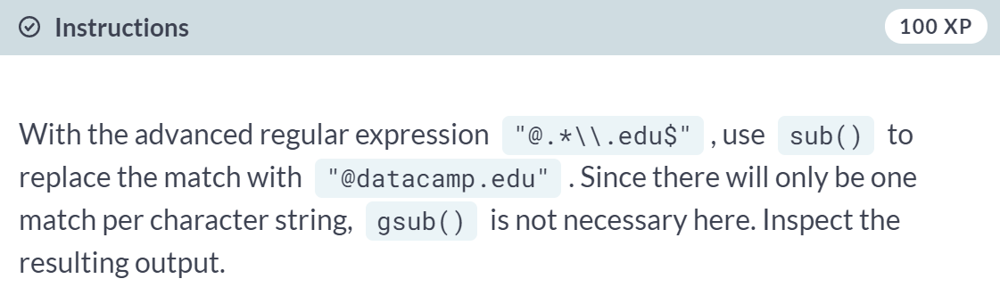 Instructions 100 XP
With the advanced regular expression "@.*\\.edu$" , use sub() to
replace the match with "@datacamp.edu" . Since there will only be one
match per character string, gsub() is not necessary here. Inspect the
resulting output.